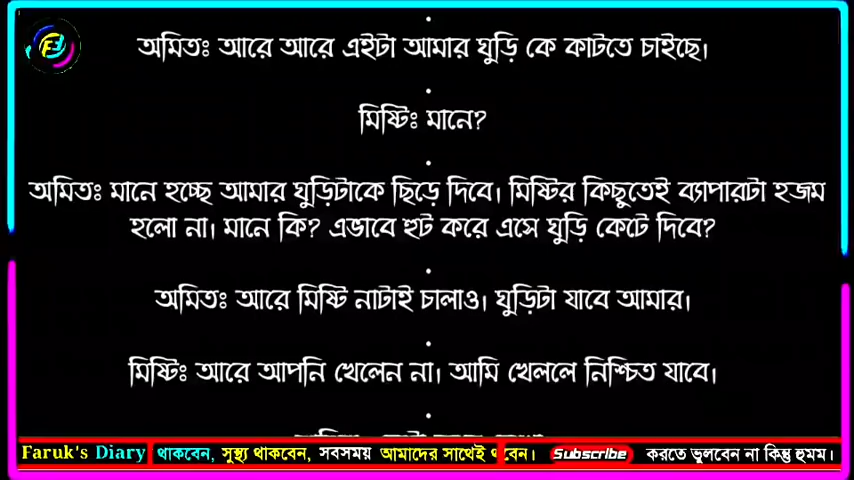 অমিতঃ আরে আরে এইটা আমার ঘুড়ি কে কাটতে চাইছে।
মিষ্টিঃ মানে?
অমিতঃ মানে হচ্ছে আমার ঘুড়িটাকে ছিড়ে দিবে। মিষ্টির কিছুতেই ব্যাপারটা হজম
হলো না। মানে কি? এভাবে হুট করে এসে ঘুড়ি কেটে দিবে?
অমিতঃ আরে মিষ্টি নাটাই চালাও। ঘুড়িটা যাবে আমার।
মিষ্টিঃ আরে আপনি খেলেন না। আমি খেললে নিশ্চিত যাবে।
Faruk's Diary থাকবেন, সুস্থ্য থাকবেন, সবসময় আমাদের সাথেই Subscribe করতে ভুলবেন না কিন্তু হুমম।